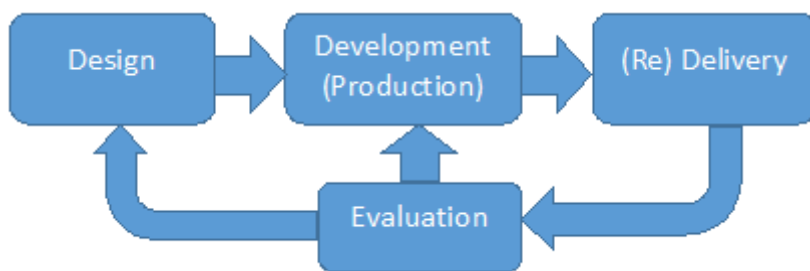 Design
Development
(Production)
(Re) Delivery
Evaluation